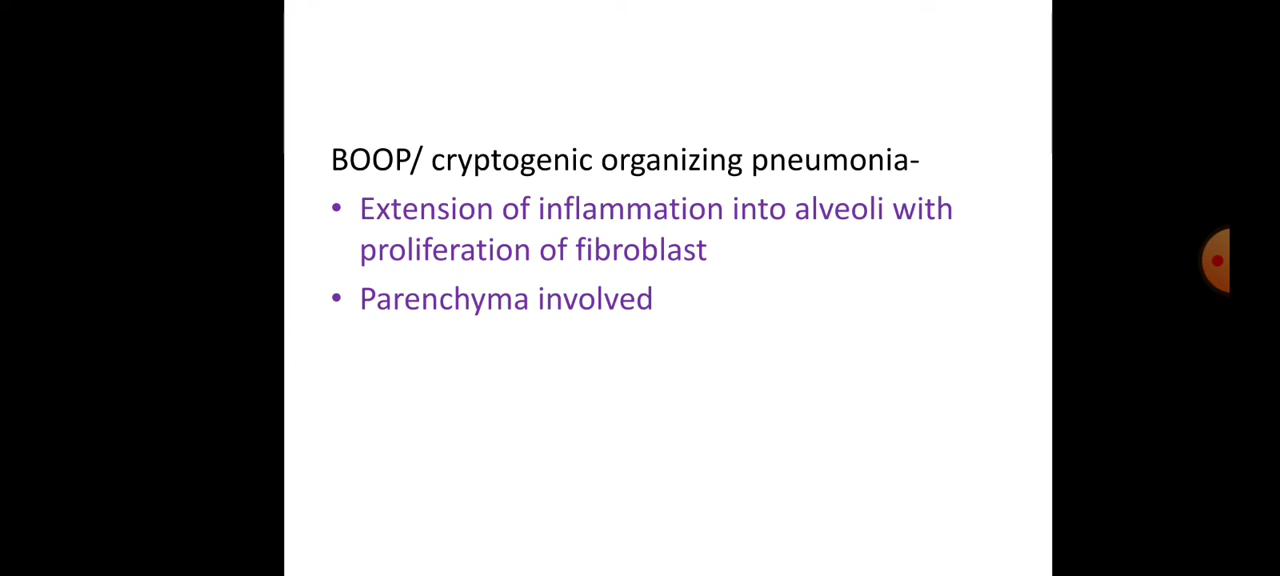 BOOP/ cryptogenic organizing pneumonia-
• Extension of inflammation into alveoli with
proliferation of fibroblast
• Parenchyma involved